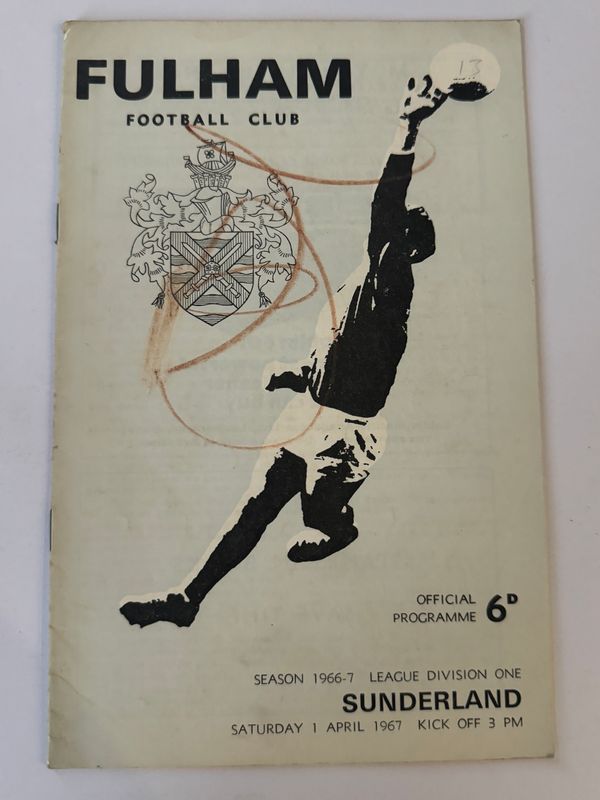 FULHAM
FOOTBALL CLUB
13
OFFICIAL
PROGRAMME 6D
SEASON 1966-7 LEAGUE DIVISION ONE
SUNDERLAND
SATURDAY 1 APRIL 1967 KICK OFF 3 PM